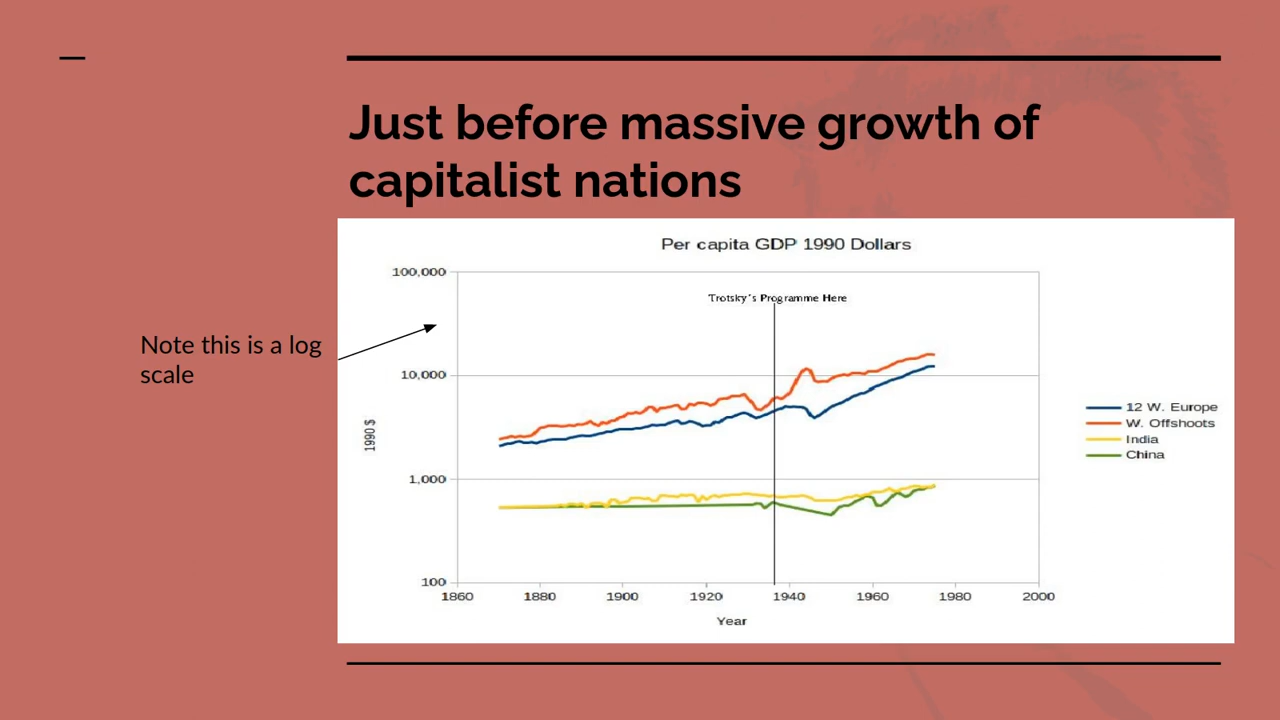 Just before massive growth of
capitalist nations
Note this is a log
scale
Per capita GDP 1990 Dollars
Trotsky's Programme Here
100,000
10,000
1,000
100
1990 $
1860 1880 1900 1920 1940 1960 1980 2000
Year
12 W. Europe
W. Offshoots
India
China